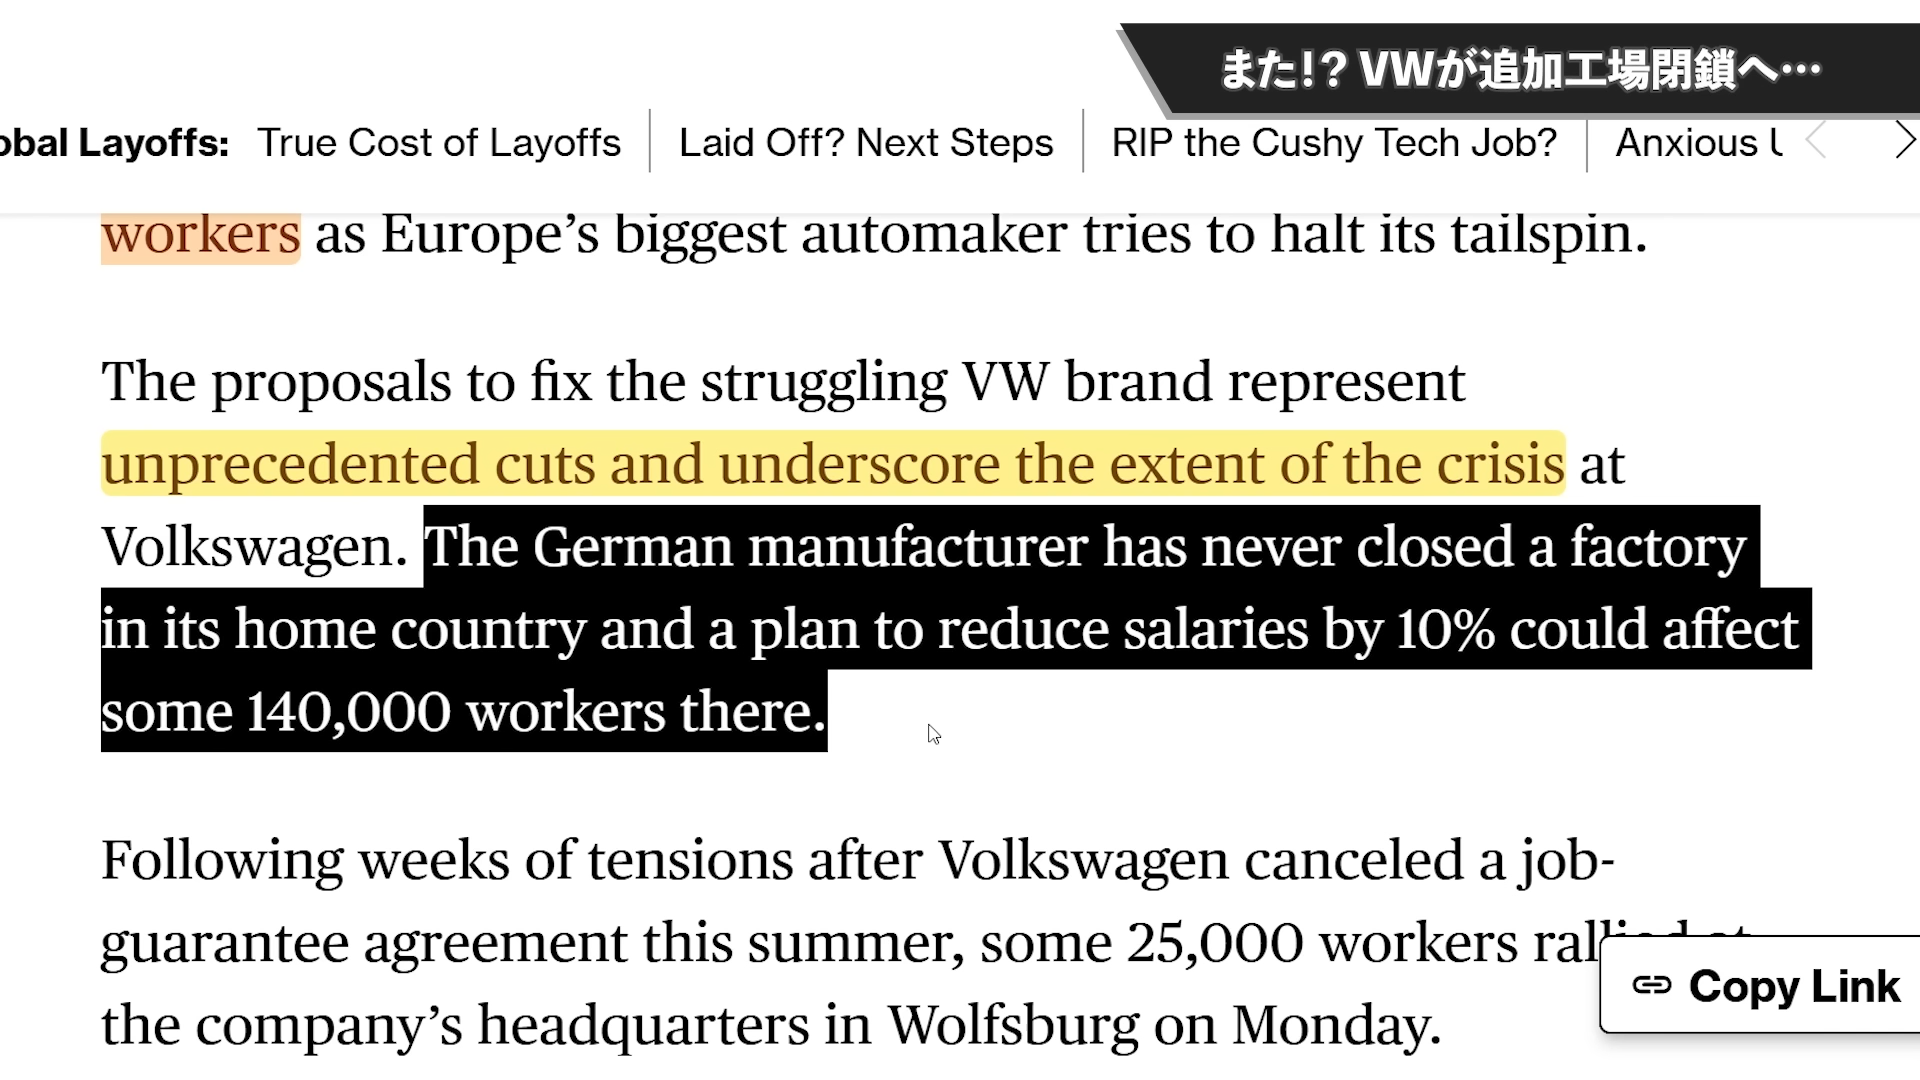 また!? VWが追加工場閉鎖へ…
obal Layoffs: True Cost of Layoffs Laid Off? Next Steps RIP the Cushy Tech Job? Anxious
workers as Europe’s biggest automaker tries to halt its tailspin.
The proposals to fix the struggling VW brand represent
unprecedented cuts and underscore the extent of the crisis at
Volkswagen. The German manufacturer has never closed a factory
in its home country and a plan to reduce salaries by 10% could affect
some 140,000 workers there.
Following weeks of tensions after Volkswagen canceled a job-
guarantee agreement this summer, some 25,000 workers rallied at
Copy Link
the company’s headquarters in Wolfsburg on Monday.